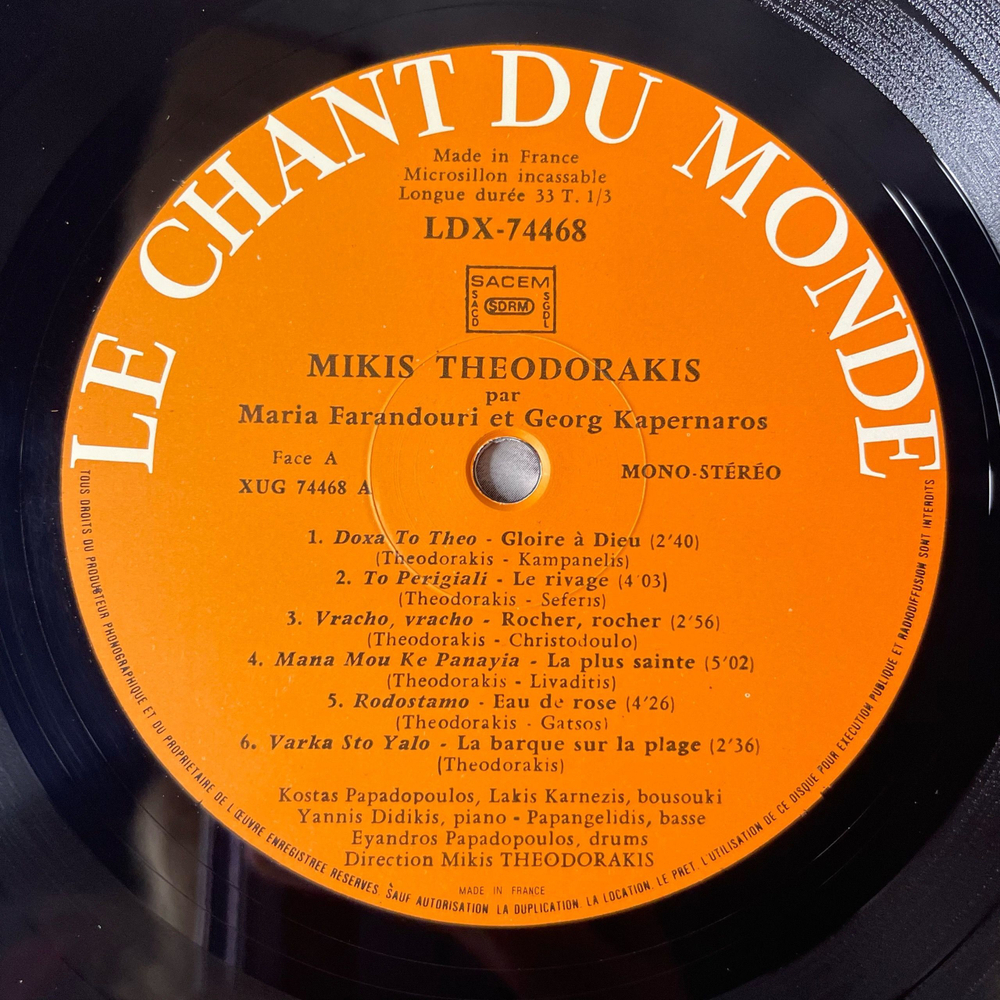 LE CHANT DU MONDE
Made in France
Microsillon incassable
Longue durée 33 T. 1/3
LDX-74468
SACEM
SACD SDRM SGDL
MIKIS THEODORAKIS
par
Maria Farandouri et Georg Kapernaros
Face A
XUG 74468 A
MONO-STÉRÉO
1. Doxa To Theo - Gloire à Dieu (2'40)
(Theodorakis - Kampanelis)
2. To Perigiali - Le rivage (4'03)
(Theodorakis - Seferis)
3. Vracho, vracho - Rocher, rocher (2'56)
(Theodorakis - Christodoulo)
4. Mana Mou Ke Panayia - La plus sainte (5'02)
(Theodorakis - Livaditis)
5. Rodostamo - Eau de rose (4'26)
(Theodorakis - Gatsos)
6. Varka Sto Yalo - La barque sur la plage (2'36)
(Theodorakis)
Kostas Papadopoulos, Lakis Karnezis, bousouki
Yannis Didikis, piano - Papangelidis, basse
Eyandros Papadopoulos, drums
Direction Mikis THEODORAKIS
MADE IN FRANCE
TOUS DROITS DU PRODUCTEUR PHONOGRAPHIQUE ET DU PROPRIETAIRE DE L'ŒUVRE ENREGISTREE RESERVES SAUF AUTORISATION LA DUPLICATION, LA LOCATION, LE PRET L'UTILISATION DE CE DISQUE POUR EXECUTION PUBLIQUE ET RADIODIFFUSION SONT INTERDITS